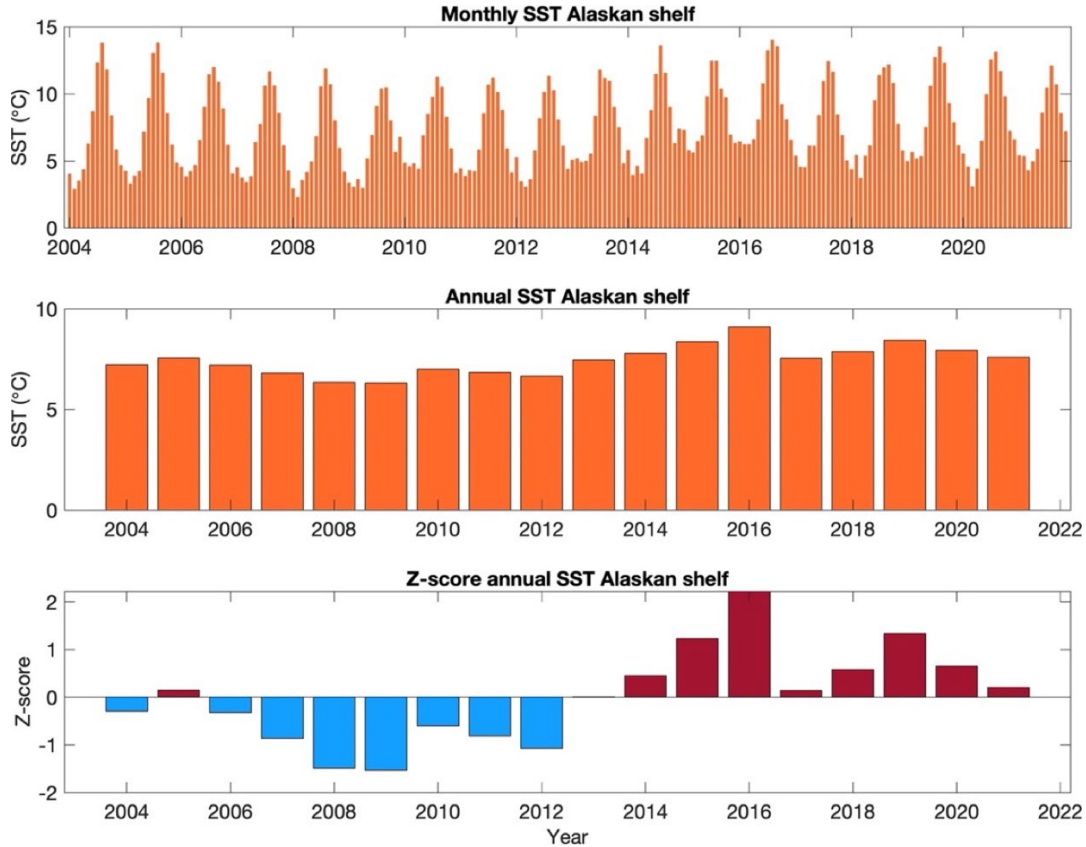 Monthly SST Alaskan shelf
15
10
5
0
SST (°C)
2004 2006 2008 2010 2012 2014 2016 2018 2020
Annual SST Alaskan shelf
10
5
0
SST (°C)
2004 2006 2008 2010 2012 2014 2016 2018 2020 2022
Z-score annual SST Alaskan shelf
2
1
0
-1
-2
Z-score
2004 2006 2008 2010 2012 2014 2016 2018 2020 2022
Year